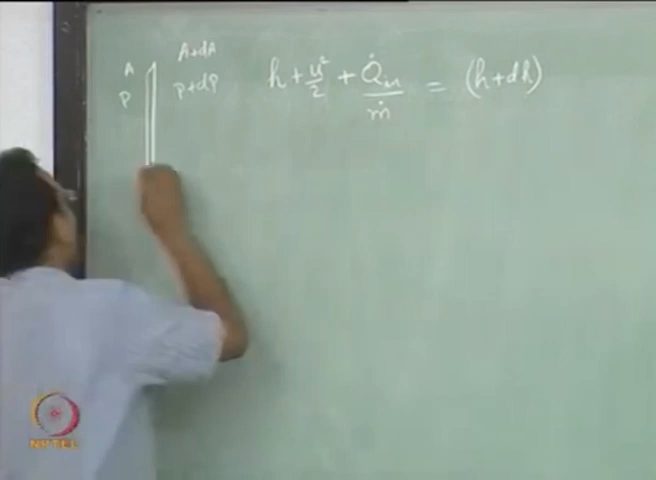 A A+dA
P P+dP
h + u²/2 + Q̇in/ṁ = (h+dh)
NPTEL